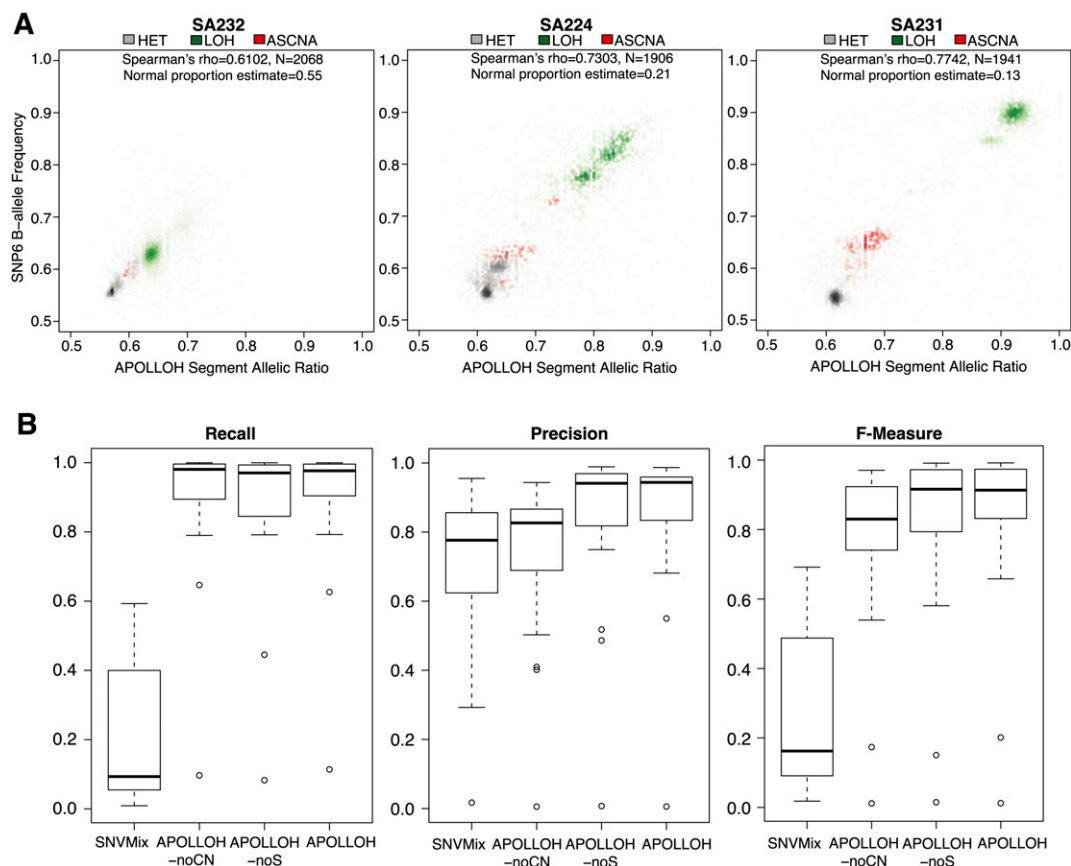 A
SA232
HET LOH ASCNA
Spearman's rho=0.6102, N=2068
Normal proportion estimate=0.55
SA224
HET LOH ASCNA
Spearman's rho=0.7303, N=1906
Normal proportion estimate=0.21
SA231
HET LOH ASCNA
Spearman's rho=0.7742, N=1941
Normal proportion estimate=0.13
SNP6 B-allele Frequency
1.0
0.9
0.8
0.7
0.6
0.5
0.5 0.6 0.7 0.8 0.9 1.0
APOLLOH Segment Allelic Ratio
1.0
0.9
0.8
0.7
0.6
0.5
0.5 0.6 0.7 0.8 0.9 1.0
APOLLOH Segment Allelic Ratio
1.0
0.9
0.8
0.7
0.6
0.5
0.5 0.6 0.7 0.8 0.9 1.0
APOLLOH Segment Allelic Ratio
B
Recall
1.0
0.8
0.6
0.4
0.2
0.0
SNVMix APOLLOH APOLLOH APOLLOH
-noCN -noS
Precision
1.0
0.8
0.6
0.4
0.2
0.0
SNVMix APOLLOH APOLLOH APOLLOH
-noCN -noS
F-Measure
1.0
0.8
0.6
0.4
0.2
0.0
SNVMix APOLLOH APOLLOH APOLLOH
-noCN -noS